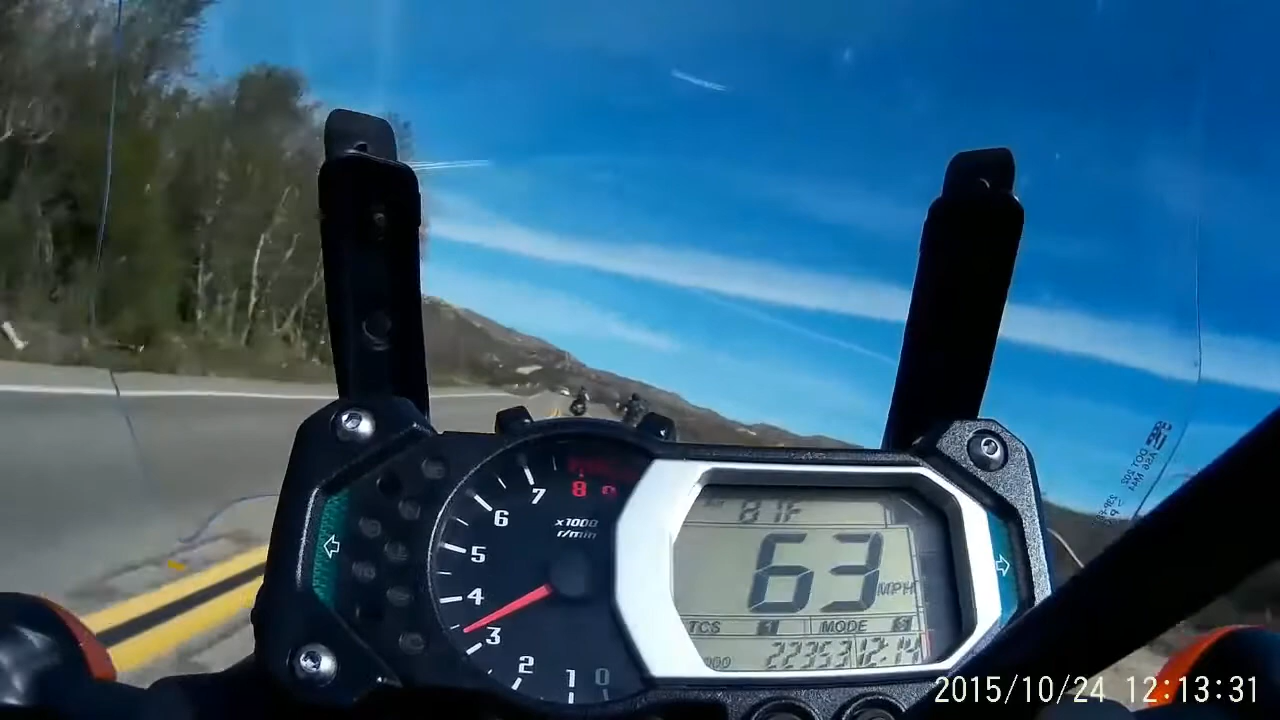 8
7
6
5
4
3
2
1 0
x1000
r/min
81F
63 MPH
TCS MODE
000 22353 12:14
2015/10/24 12:13:31